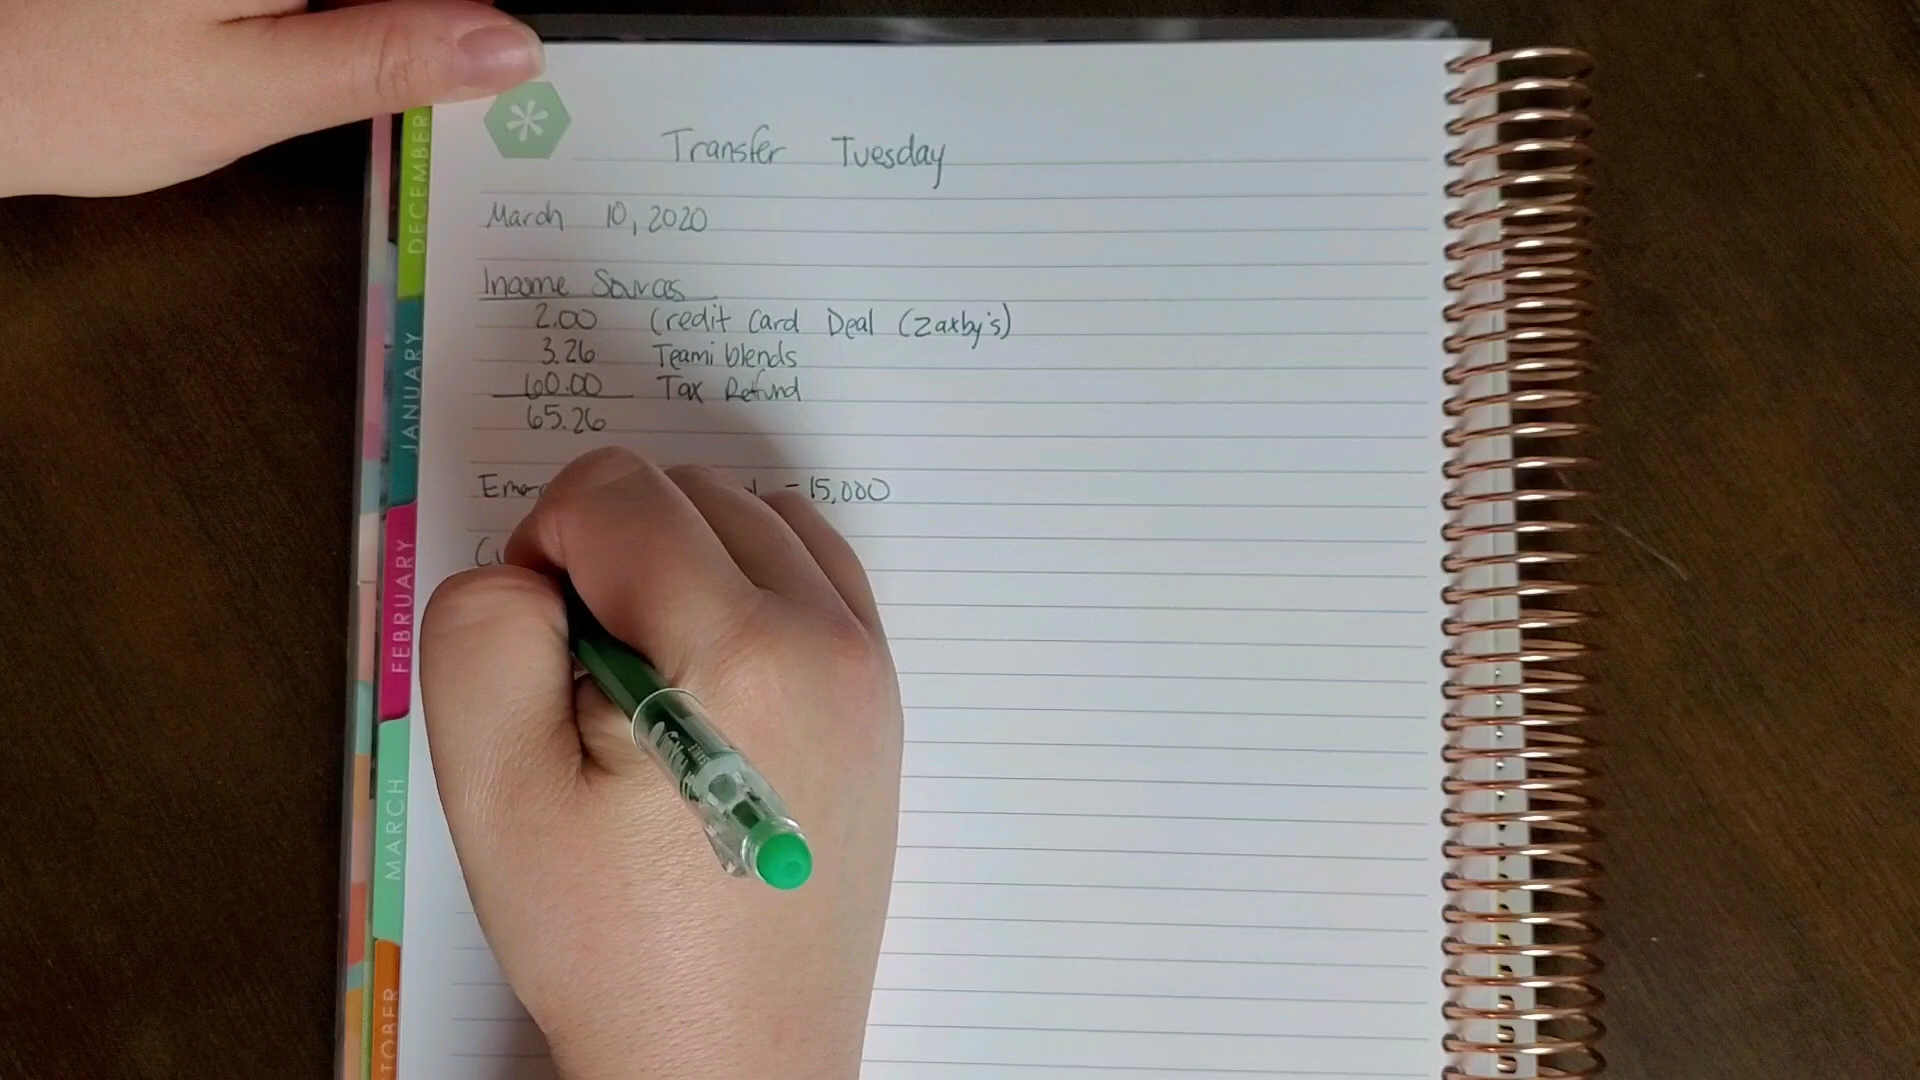 Transfer Tuesday
March 10, 2020
Income Sources
2.00 Credit Card Deal (Zaxby's)
3.26 Teami blends
60.00 Tax Refund
65.26
- 15,000
DECEMBER
JANUARY
FEBRUARY
MARCH